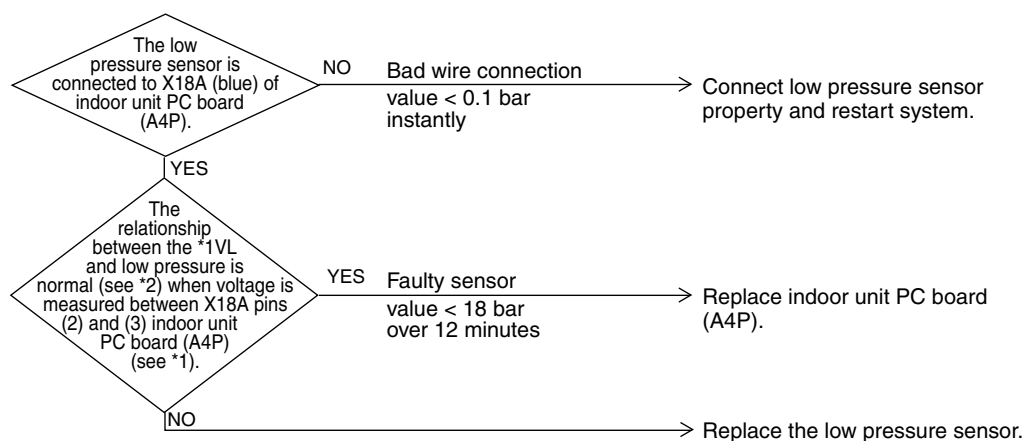 The low
pressure sensor is
connected to X18A (blue) of
indoor unit PC board
(A4P).
NO
Bad wire connection
value < 0.1 bar
instantly
Connect low pressure sensor
property and restart system.
YES
The
relationship
between the *1VL
and low pressure is
normal (see *2) when voltage is
measured between X18A pins
(2) and (3) indoor unit
PC board (A4P)
(see *1).
YES
Faulty sensor
value < 18 bar
over 12 minutes
Replace indoor unit PC board
(A4P).
NO
Replace the low pressure sensor.